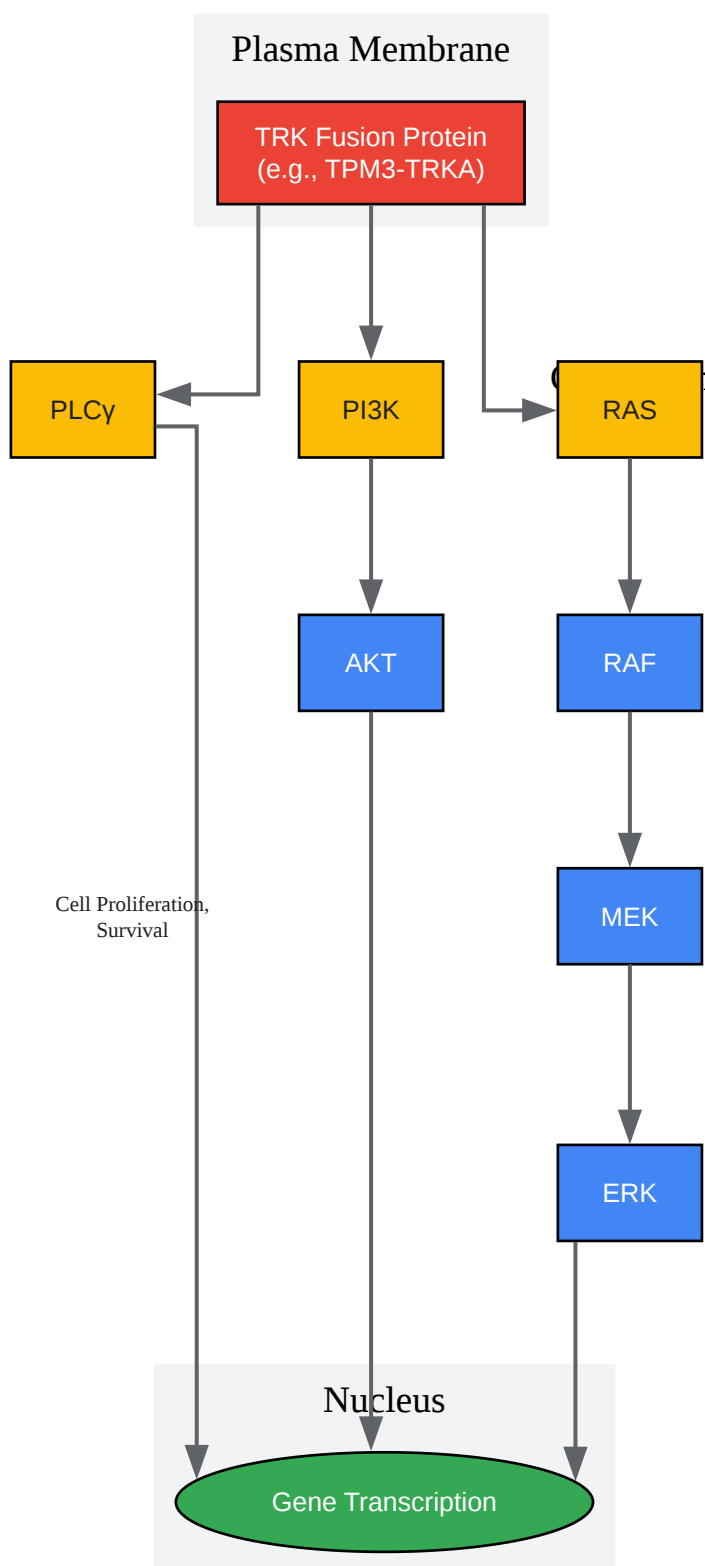 Plasma Membrane
TRK Fusion Protein
(e.g., TPM3-TRKA)
PLCγ
PI3K
RAS
AKT
RAF
Cell Proliferation,
Survival
MEK
ERK
Nucleus
Gene Transcription